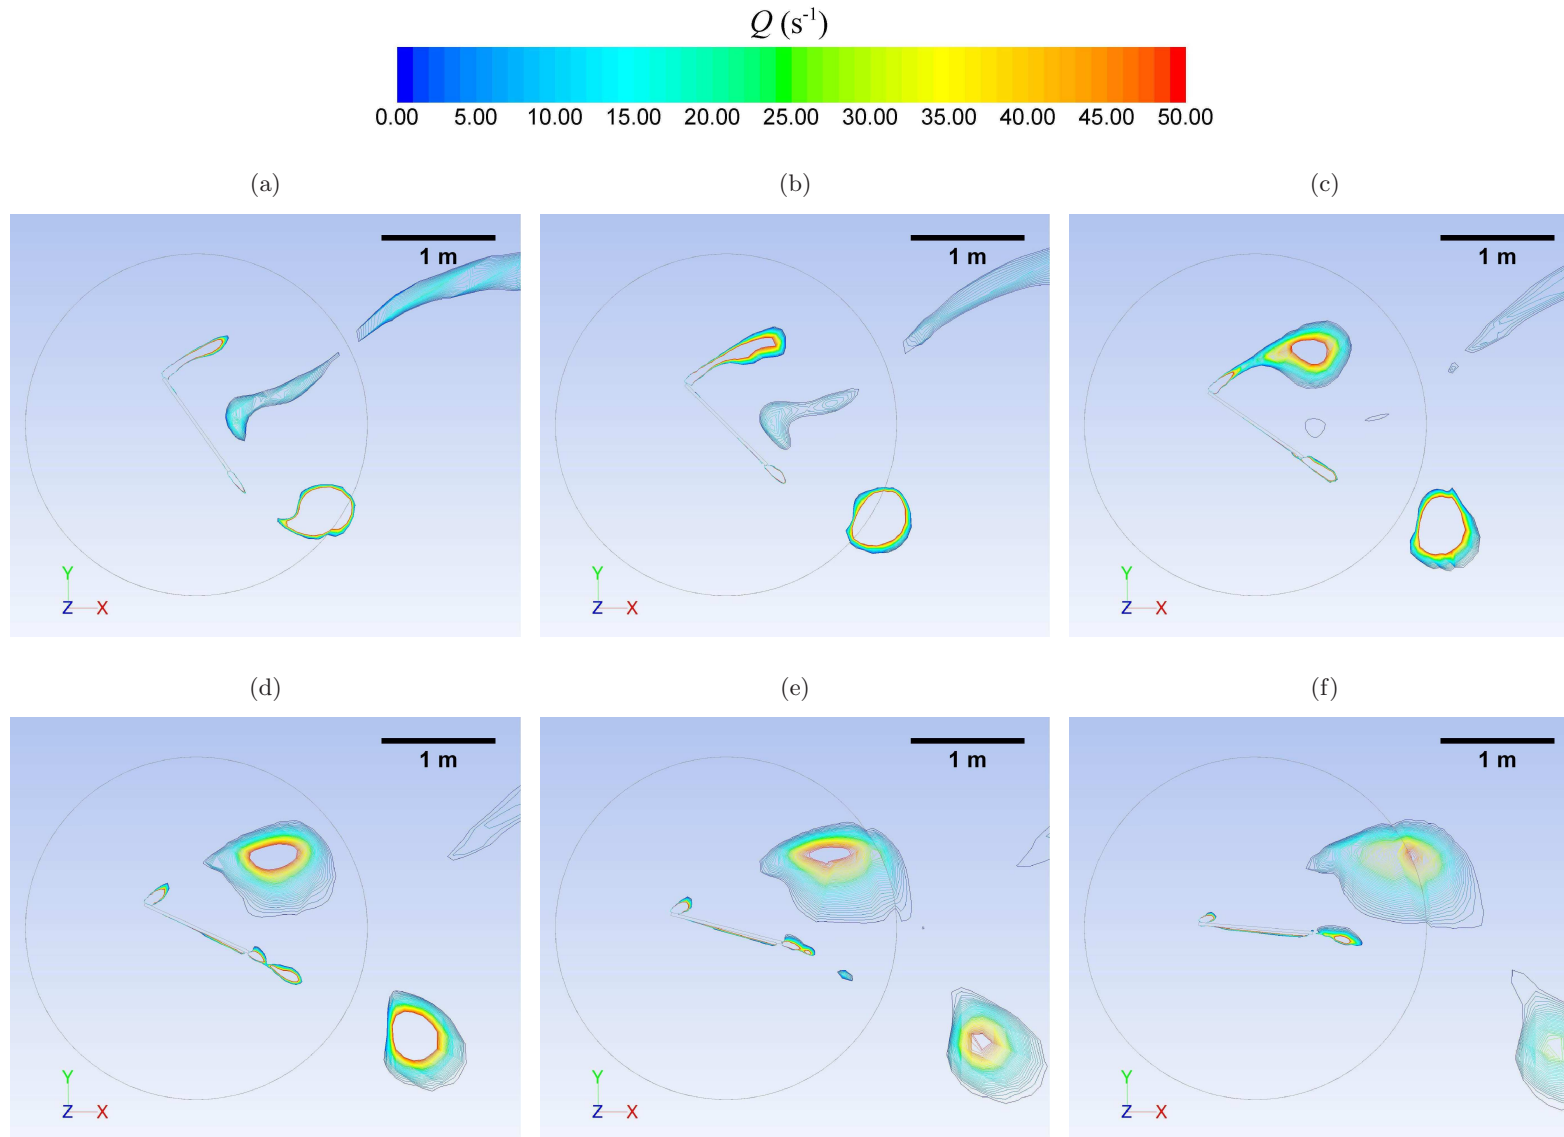 Q (s⁻¹)
0.00 5.00 10.00 15.00 20.00 25.00 30.00 35.00 40.00 45.00 50.00
(a) (b) (c)
1 m 1 m 1 m
Y Y Y
Z X Z X Z X
(d) (e) (f)
1 m 1 m 1 m
Y Y Y
Z X Z X Z X